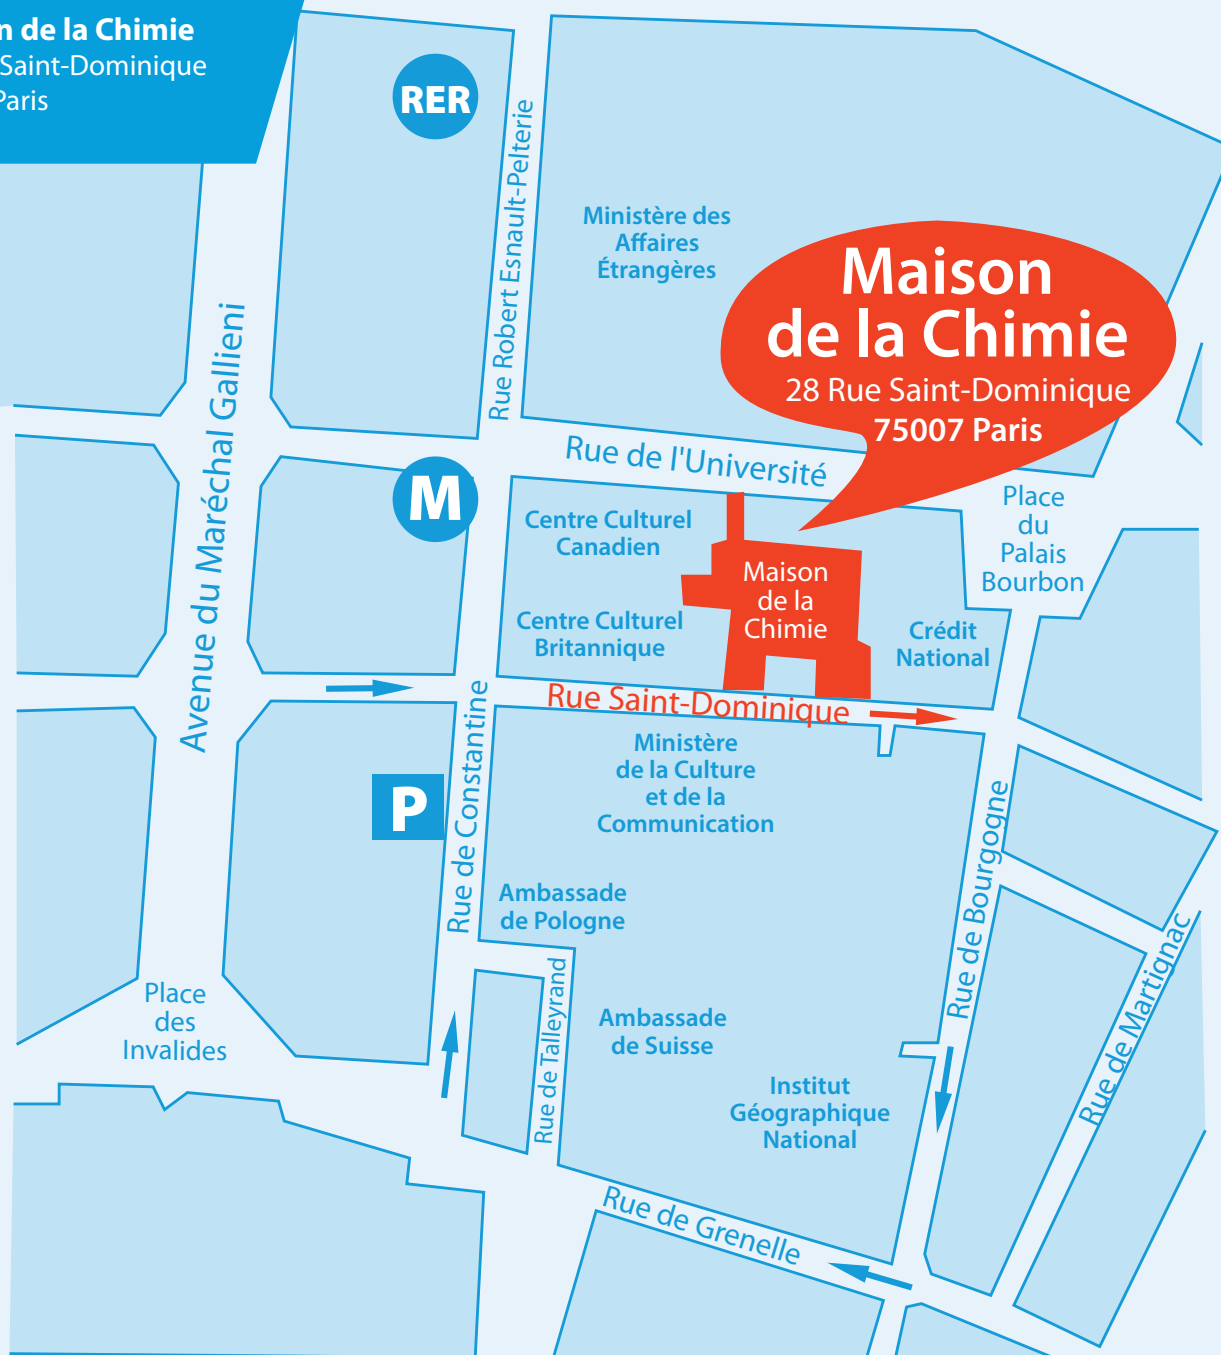 de la Chimie
Saint-Dominique
Paris
RER
Rue Robert Esnault-Pelterie
Ministère des
Affaires
Étrangères
Maison
de la Chimie
28 Rue Saint-Dominique
75007 Paris
Avenue du Maréchal Gallieni
Rue de l'Université
M
Centre Culturel
Canadien
Place
du
Palais
Bourbon
Maison
de la
Chimie
Centre Culturel
Britannique
Crédit
National
Rue Saint-Dominique
Rue de Constantine
Ministère
de la Culture
et de la
Communication
P
Rue de Bourgogne
Ambassade
de Pologne
Rue de Martignac
Place
des
Invalides
Rue de Talleyrand
Ambassade
de Suisse
Institut
Géographique
National
Rue de Grenelle